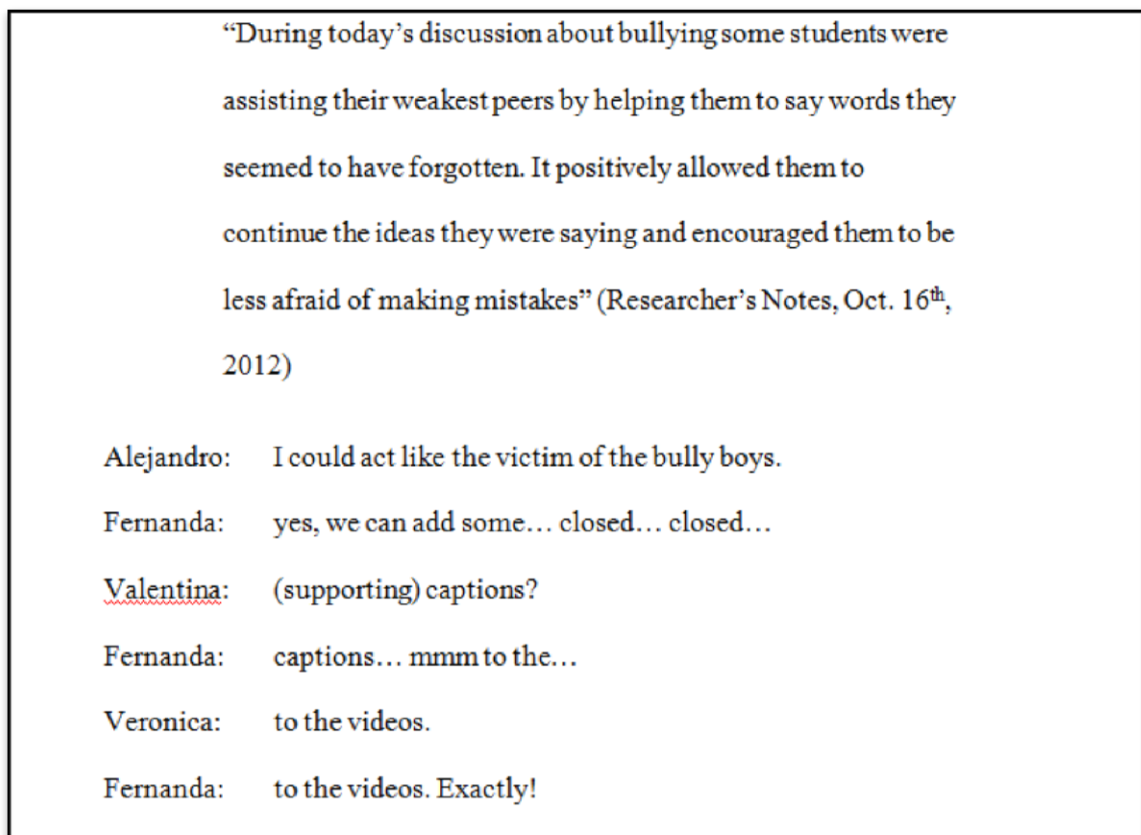 “During today’s discussion about bullying some students were
assisting their weakest peers by helping them to say words they
seemed to have forgotten. It positively allowed them to
continue the ideas they were saying and encouraged them to be
less afraid of making mistakes” (Researcher’s Notes, Oct. 16th,
2012)
Alejandro: I could act like the victim of the bully boys.
Fernanda: yes, we can add some… closed… closed…
Valentina: (supporting) captions?
Fernanda: captions… mmm to the…
Veronica: to the videos.
Fernanda: to the videos. Exactly!